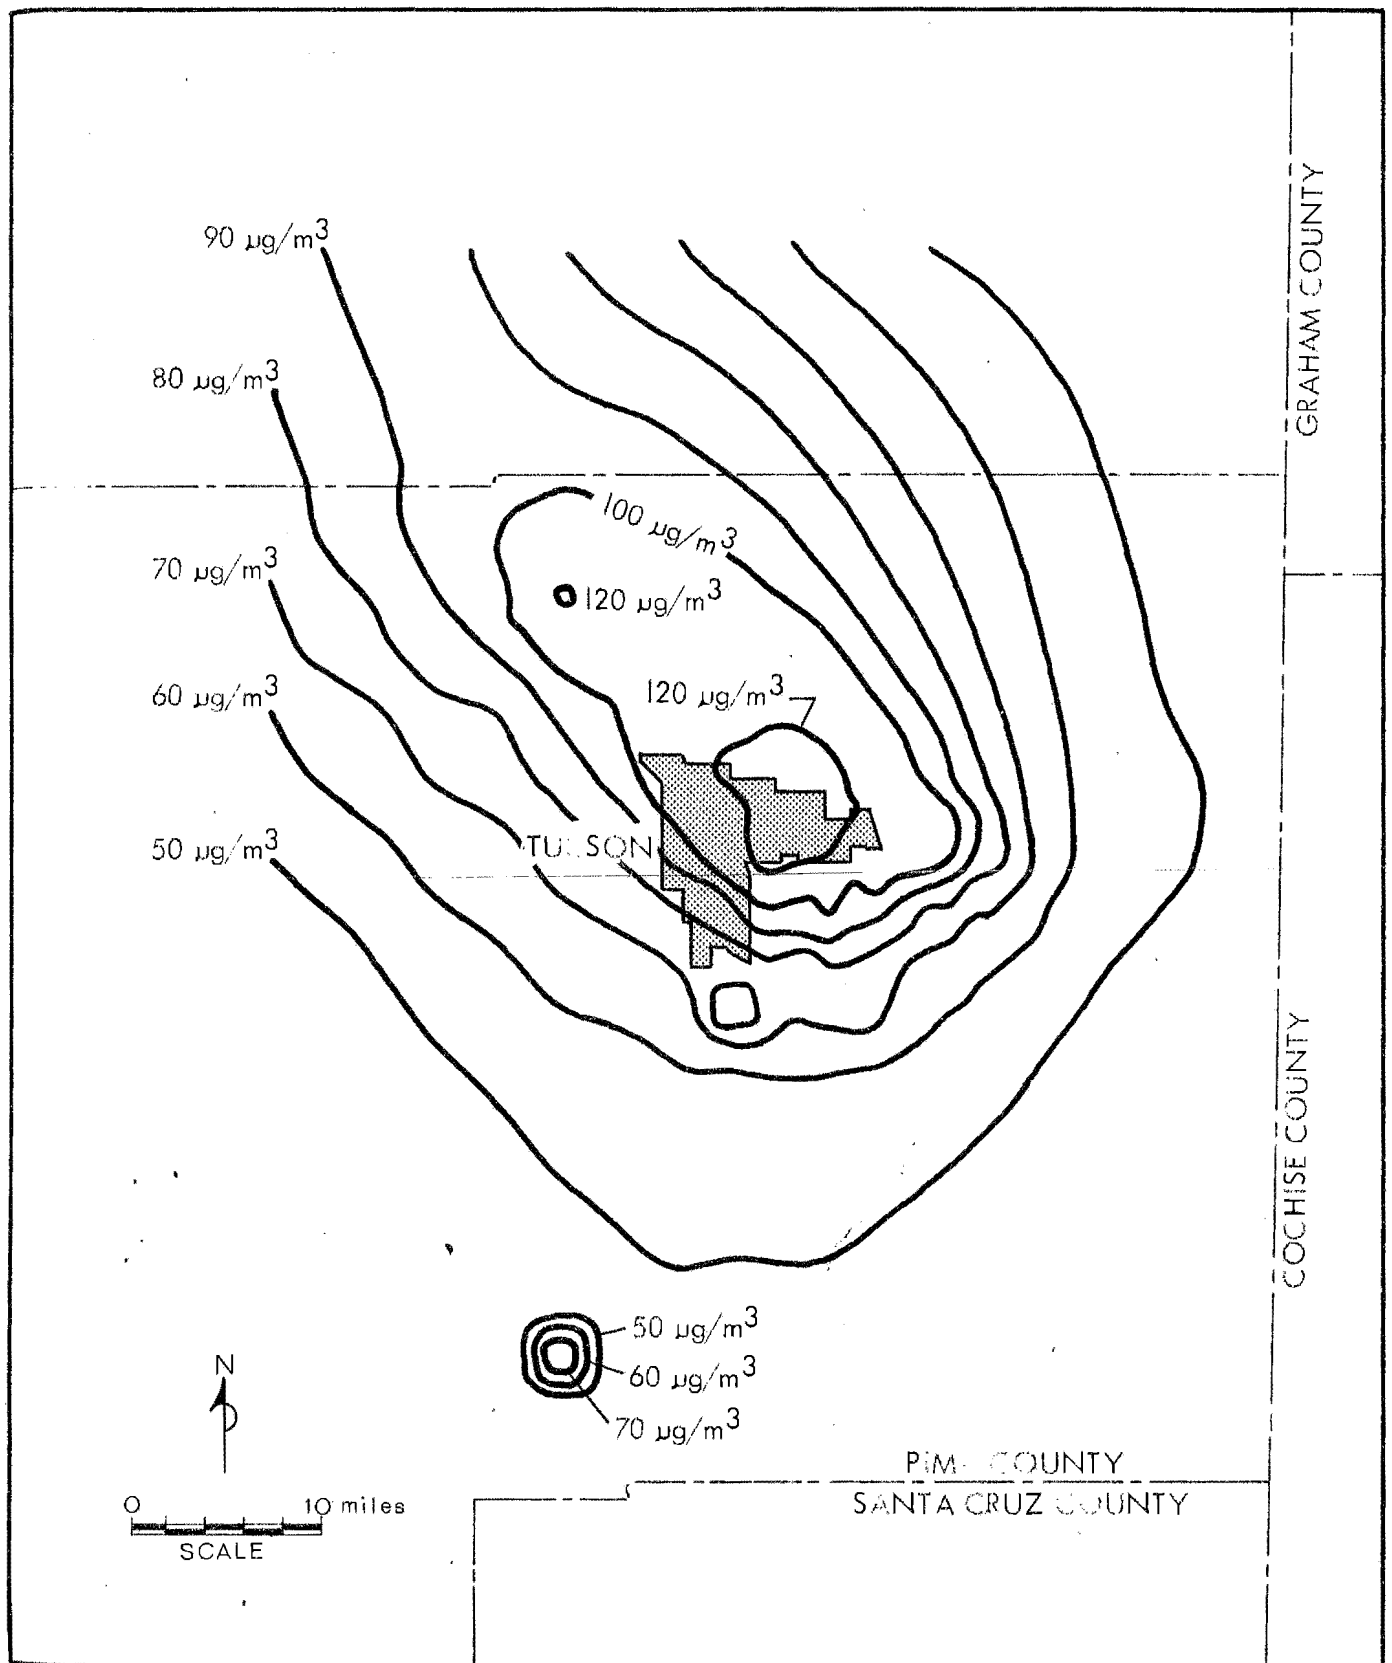 GRAHAM COUNTY
90 µg/m³
80 µg/m³
100 µg/m³
70 µg/m³
120 µg/m³
60 µg/m³
120 µg/m³
50 µg/m³
COCHISE COUNTY
50 µg/m³
60 µg/m³
70 µg/m³
N
COUNTY
SANTA CRUZ COUNTY
0 10 miles
SCALE